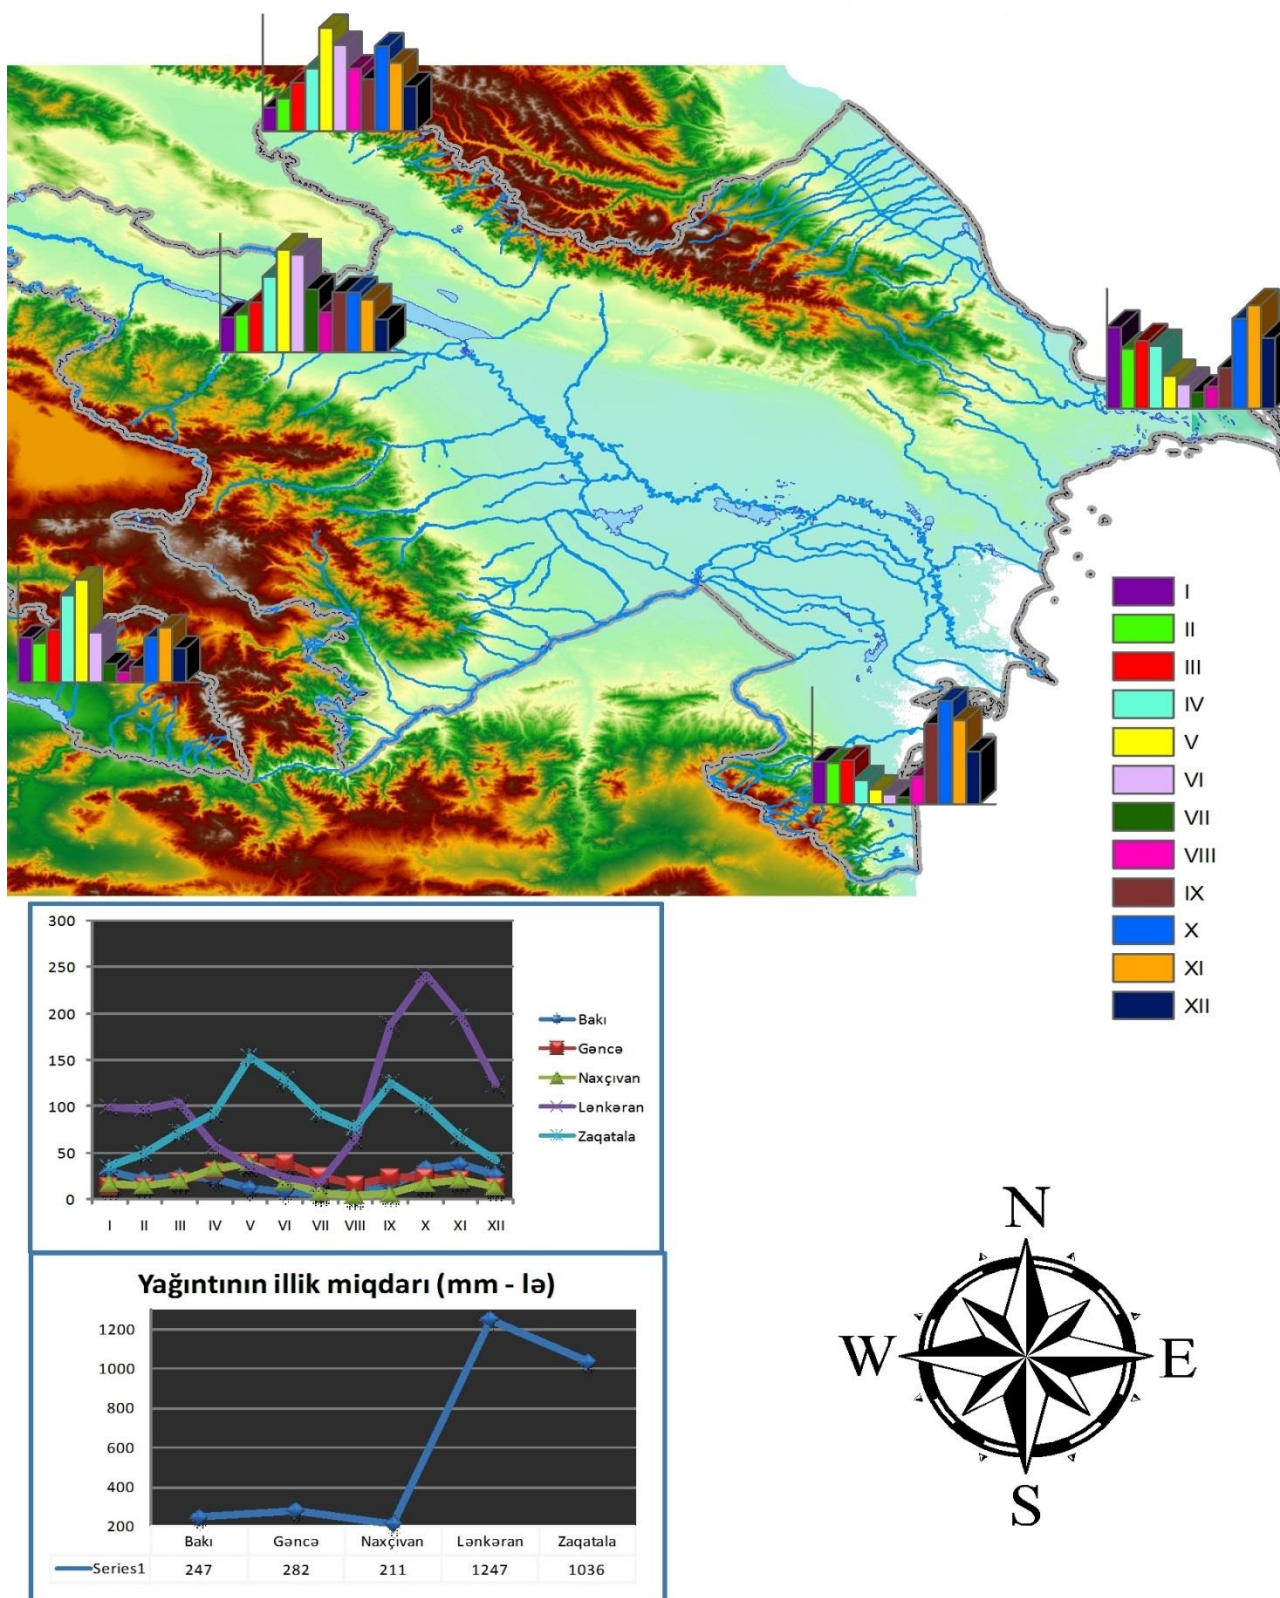 I
II
III
IV
V
VI
VII
VIII
IX
X
XI
XII
300
250
200
150
100
50
0
I II III IV V VI VII VIII IX X XI XII
Bakı
Gəncə
Naxçıvan
Lənkəran
Zaqatala
Yağıntının illik miqdarı (mm - lə)
1200
1000
800
600
400
200
Bakı Gəncə Naxçıvan Lənkəran Zaqatala
Series1 247 282 211 1247 1036
N
W E
S